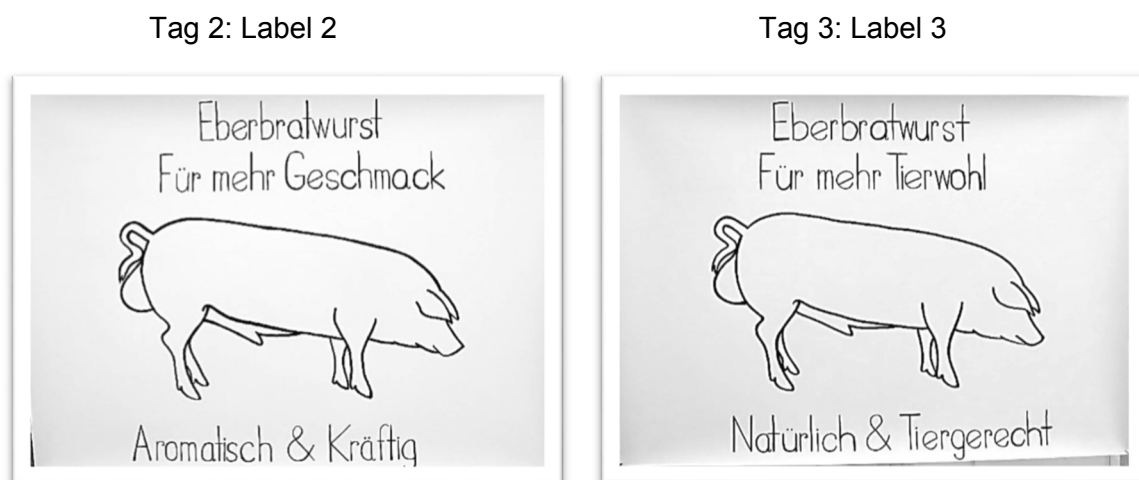 Tag 2: Label 2
Eberbratwurst
Für mehr Geschmack
Aromatisch & Kräftig
Tag 3: Label 3
Eberbratwurst
Für mehr Tierwohl
Natürlich & Tiergerecht